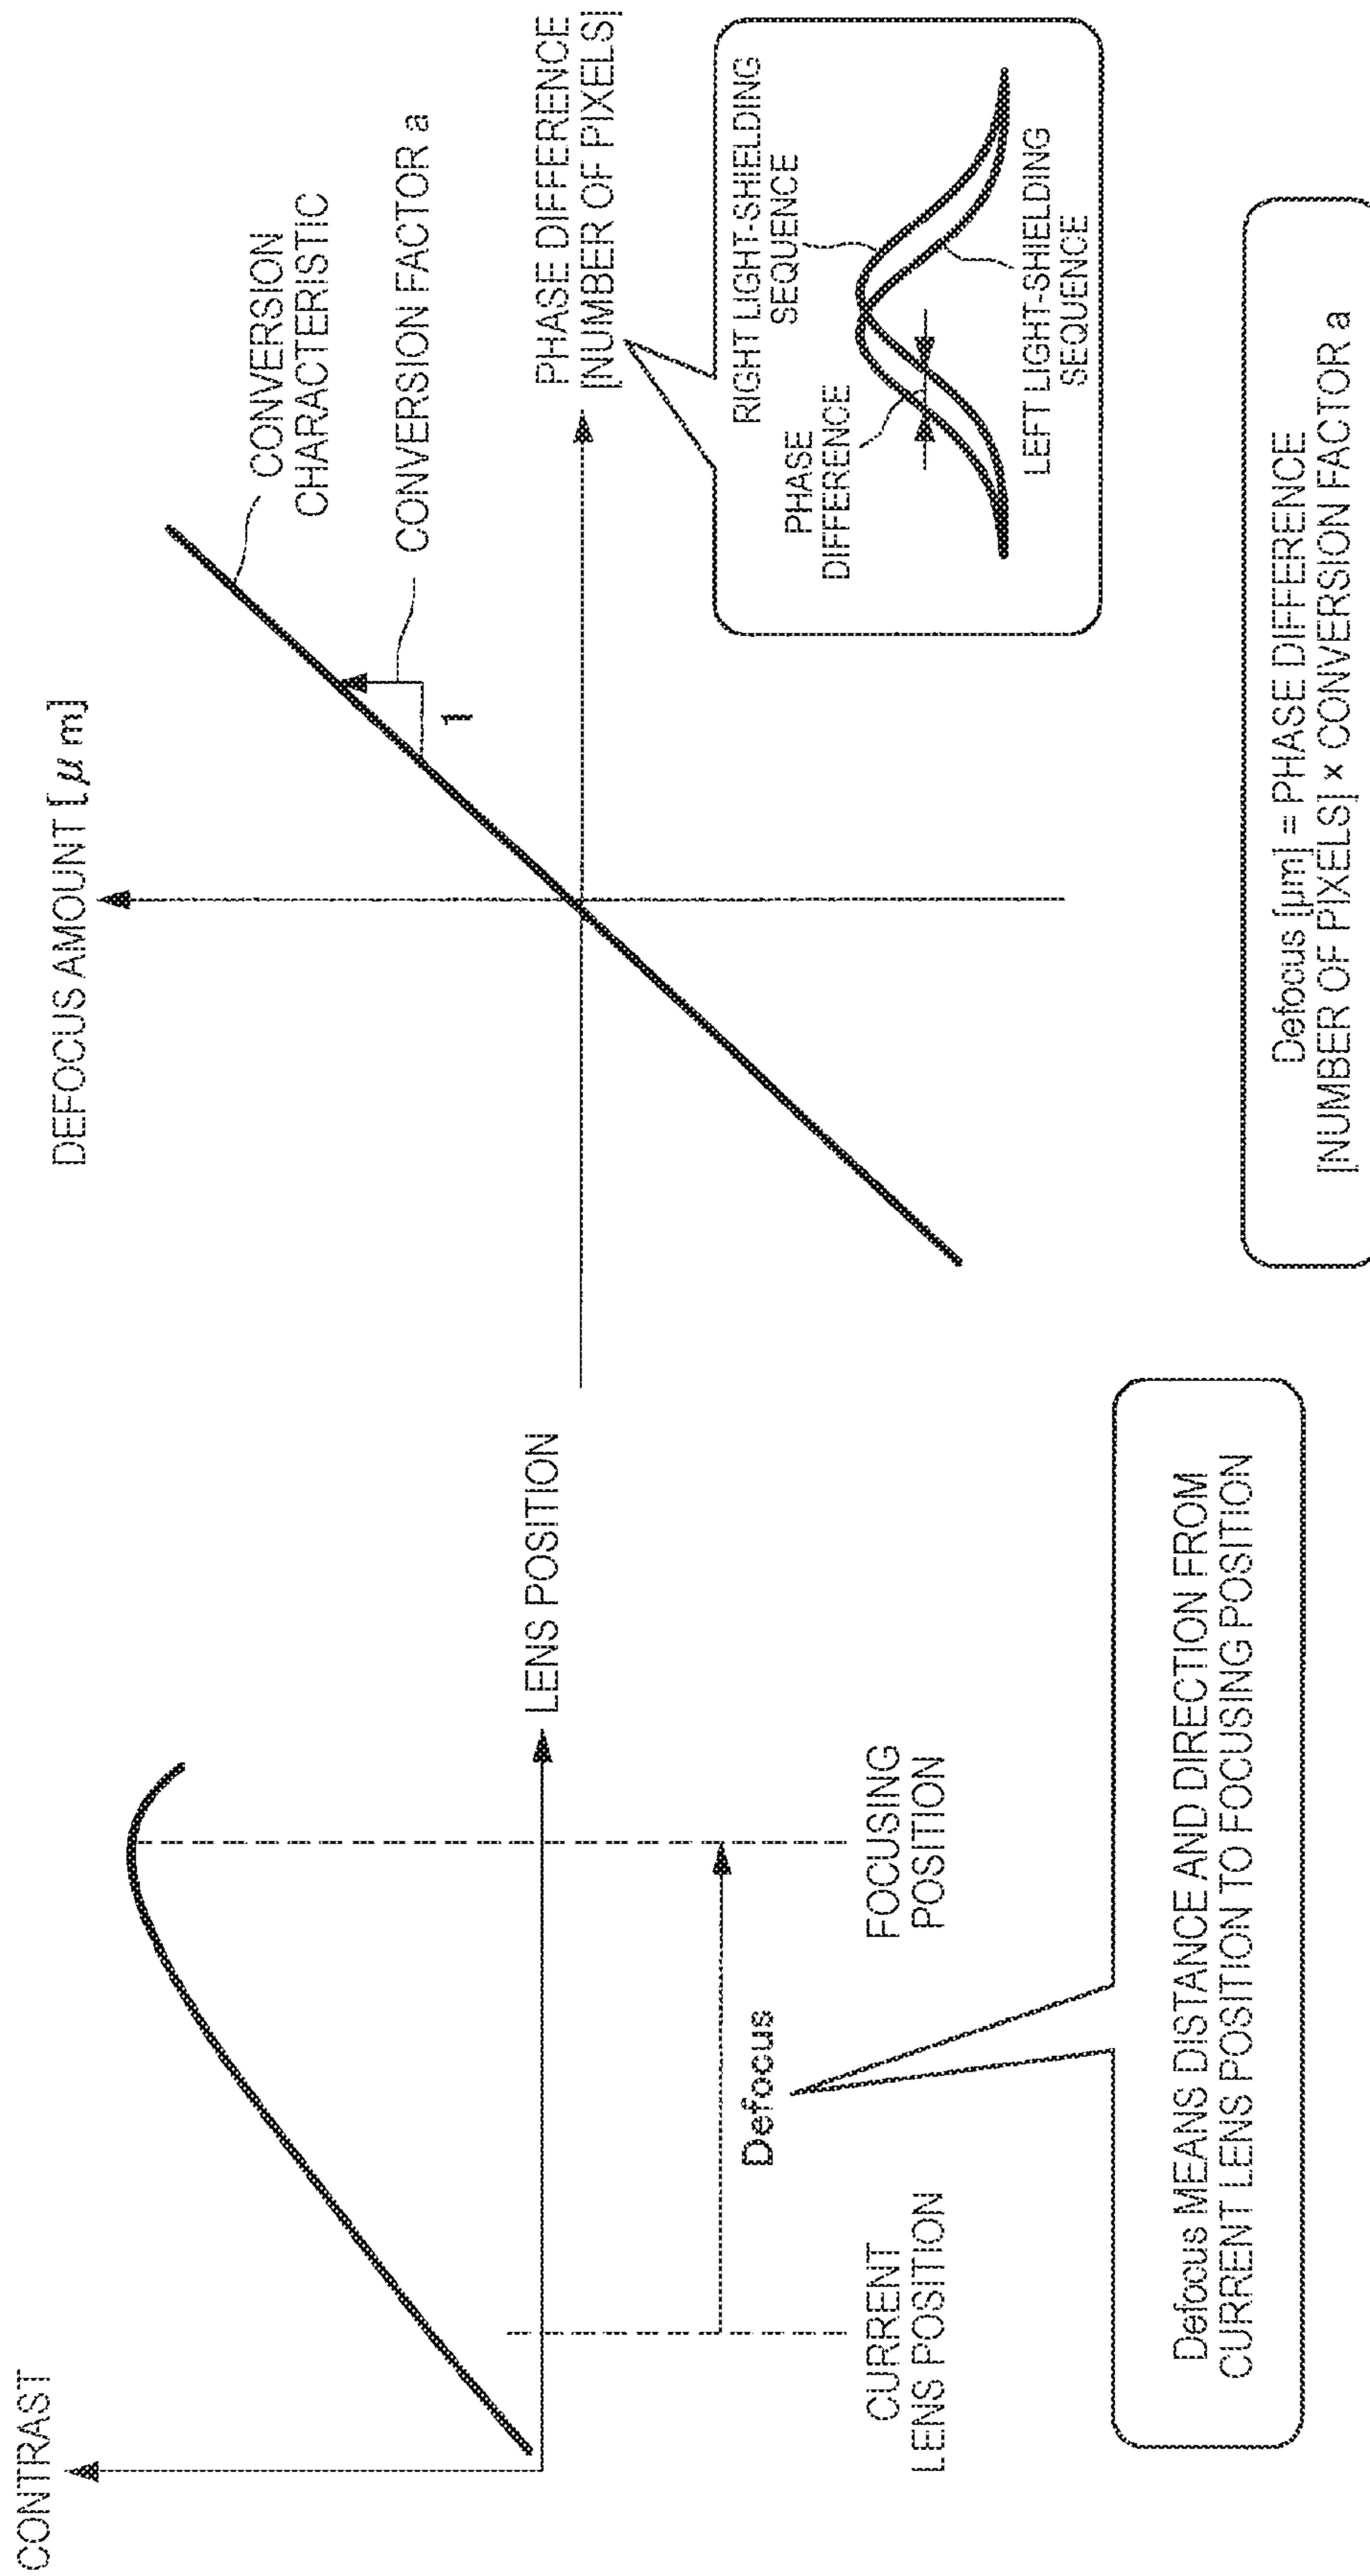 CONTRAST
LENS POSITION
CURRENT
LENS POSITION
FOCUSING
POSITION
Defocus
Defocus MEANS DISTANCE AND DIRECTION FROM
CURRENT LENS POSITION TO FOCUSING POSITION
DEFOCUS AMOUNT [μm]
CONVERSION
CHARACTERISTIC
CONVERSION FACTOR a
1
PHASE DIFFERENCE
[NUMBER OF PIXELS]
RIGHT LIGHT-SHIELDING
SEQUENCE
PHASE
DIFFERENCE
LEFT LIGHT-SHIELDING
SEQUENCE
Defocus [µm] = PHASE DIFFERENCE
[NUMBER OF PIXELS] × CONVERSION FACTOR a